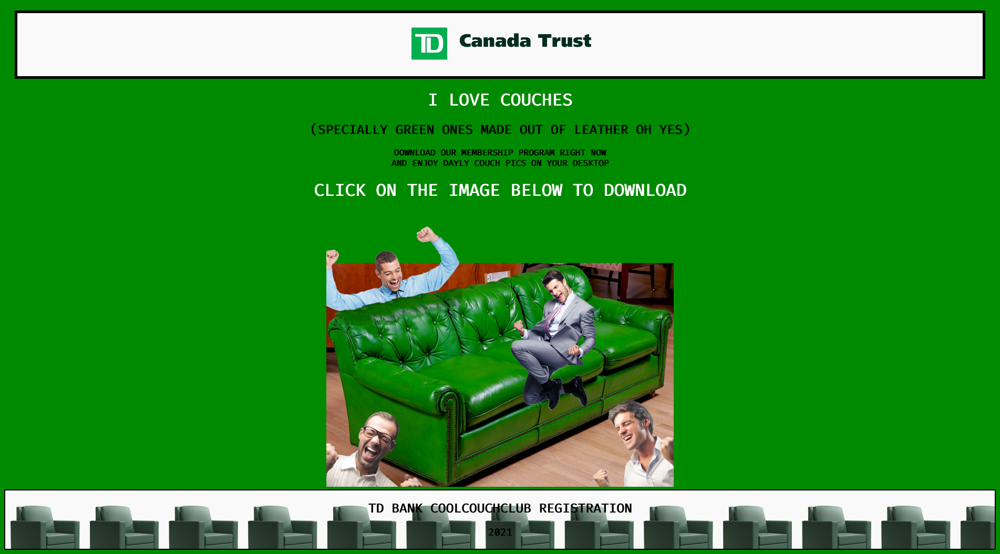 TD Canada Trust
I LOVE COUCHES
(SPECIALLY GREEN ONES MADE OUT OF LEATHER OH YES)
DOWNLOAD OUR MEMBERSHIP PROGRAM RIGHT NOW
AND ENJOY DAYLY COUCH PICS ON YOUR DESKTOP
CLICK ON THE IMAGE BELOW TO DOWNLOAD
TD BANK COOLCOUCHCLUB REGISTRATION
2021